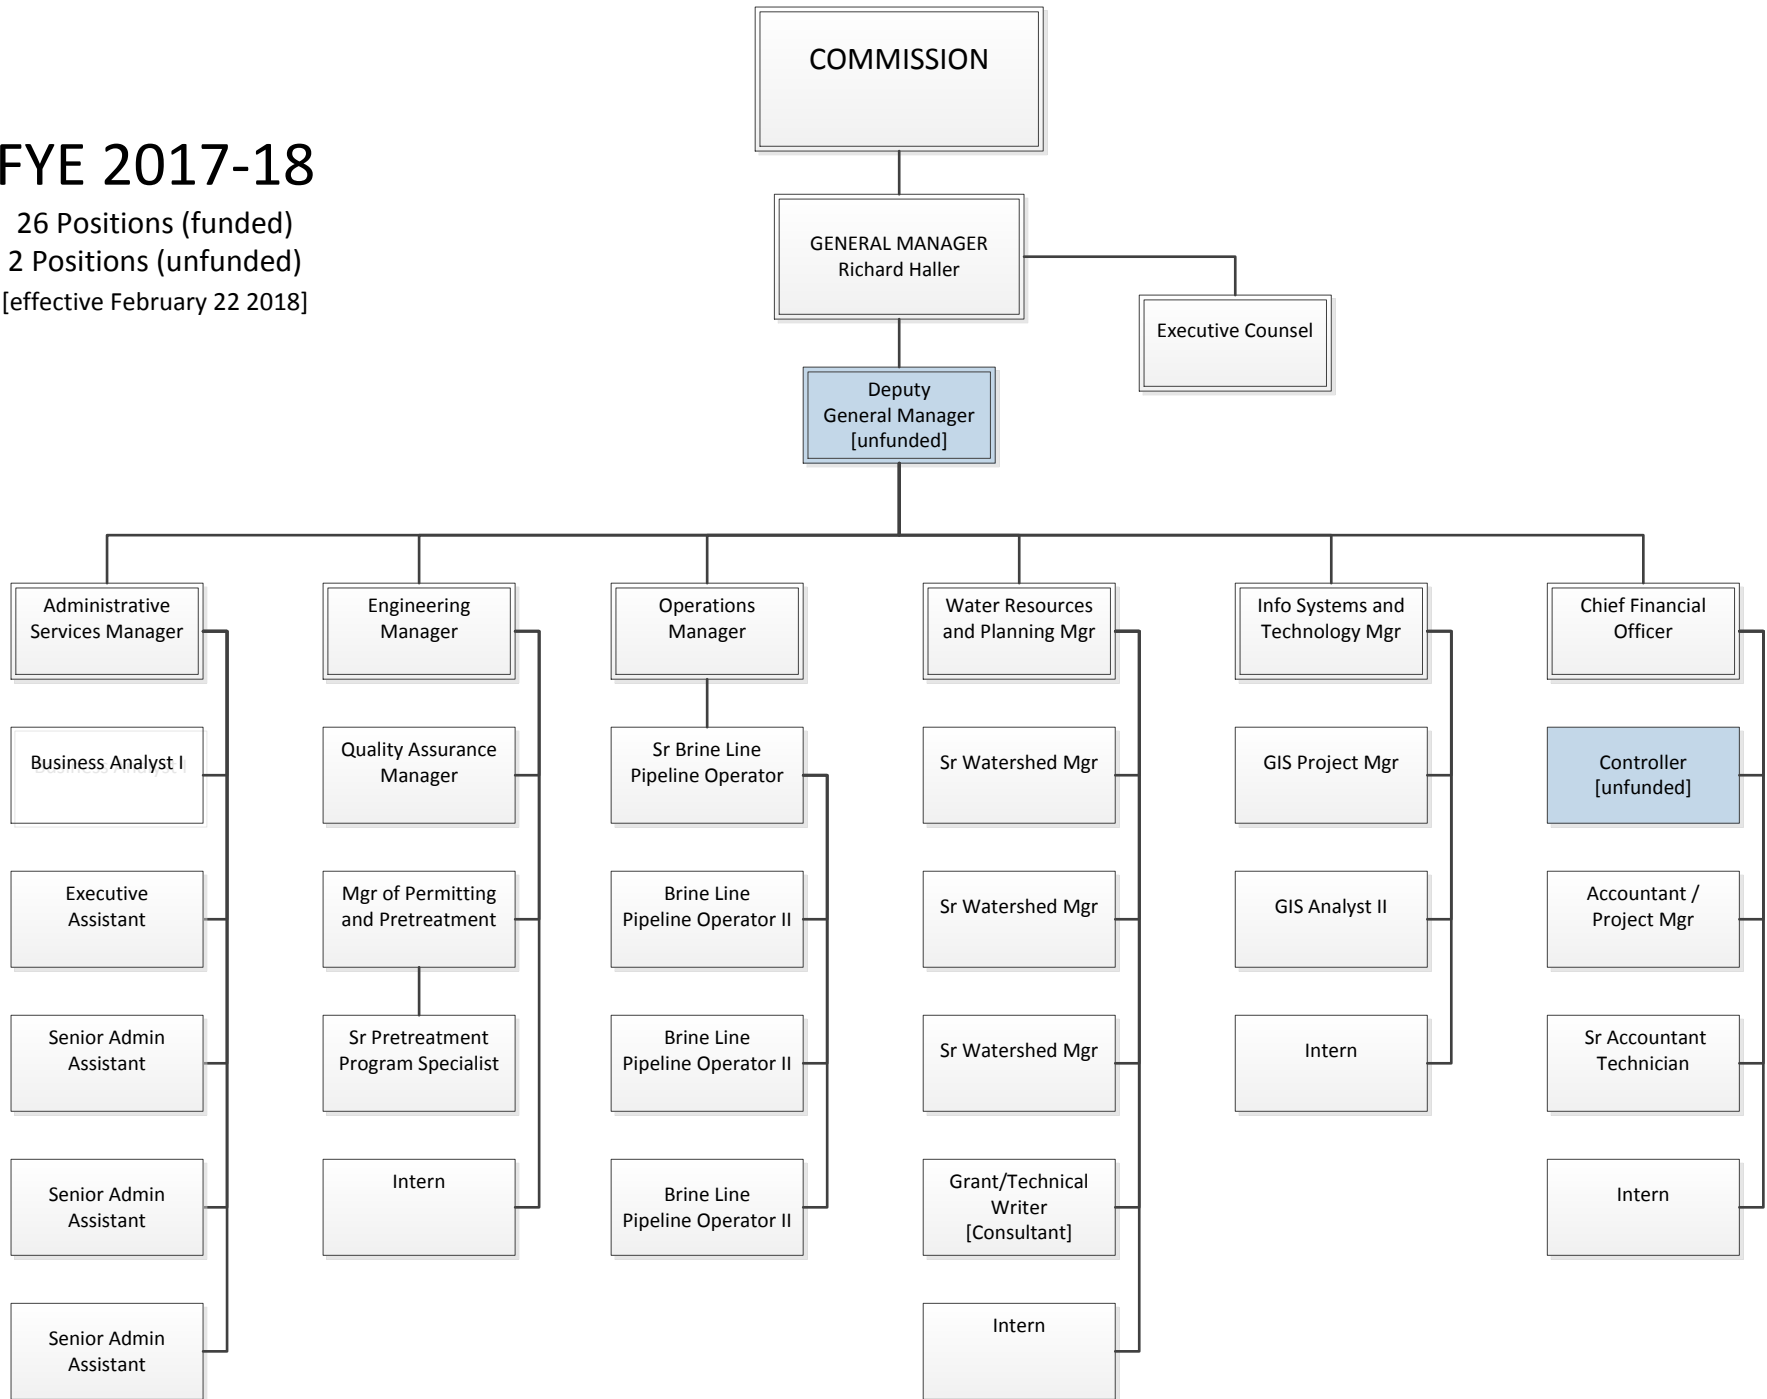 COMMISSION
FYE 2017-18
26 Positions (funded)
2 Positions (unfunded)
[effective February 22 2018]
GENERAL MANAGER
Richard Haller
Executive Counsel
Deputy
General Manager
[unfunded]
Administrative
Services Manager
Engineering
Manager
Operations
Manager
Water Resources
and Planning Mgr
Info Systems and
Technology Mgr
Chief Financial
Officer
Business Analyst I
Quality Assurance
Manager
Sr Brine Line
Pipeline Operator
Sr Watershed Mgr
GIS Project Mgr
Controller
[unfunded]
Executive
Assistant
Mgr of Permitting
and Pretreatment
Brine Line
Pipeline Operator II
Sr Watershed Mgr
GIS Analyst II
Accountant /
Project Mgr
Senior Admin
Assistant
Sr Pretreatment
Program Specialist
Brine Line
Pipeline Operator II
Sr Watershed Mgr
Intern
Sr Accountant
Technician
Senior Admin
Assistant
Intern
Brine Line
Pipeline Operator II
Grant/Technical
Writer
[Consultant]
Intern
Senior Admin
Assistant
Intern